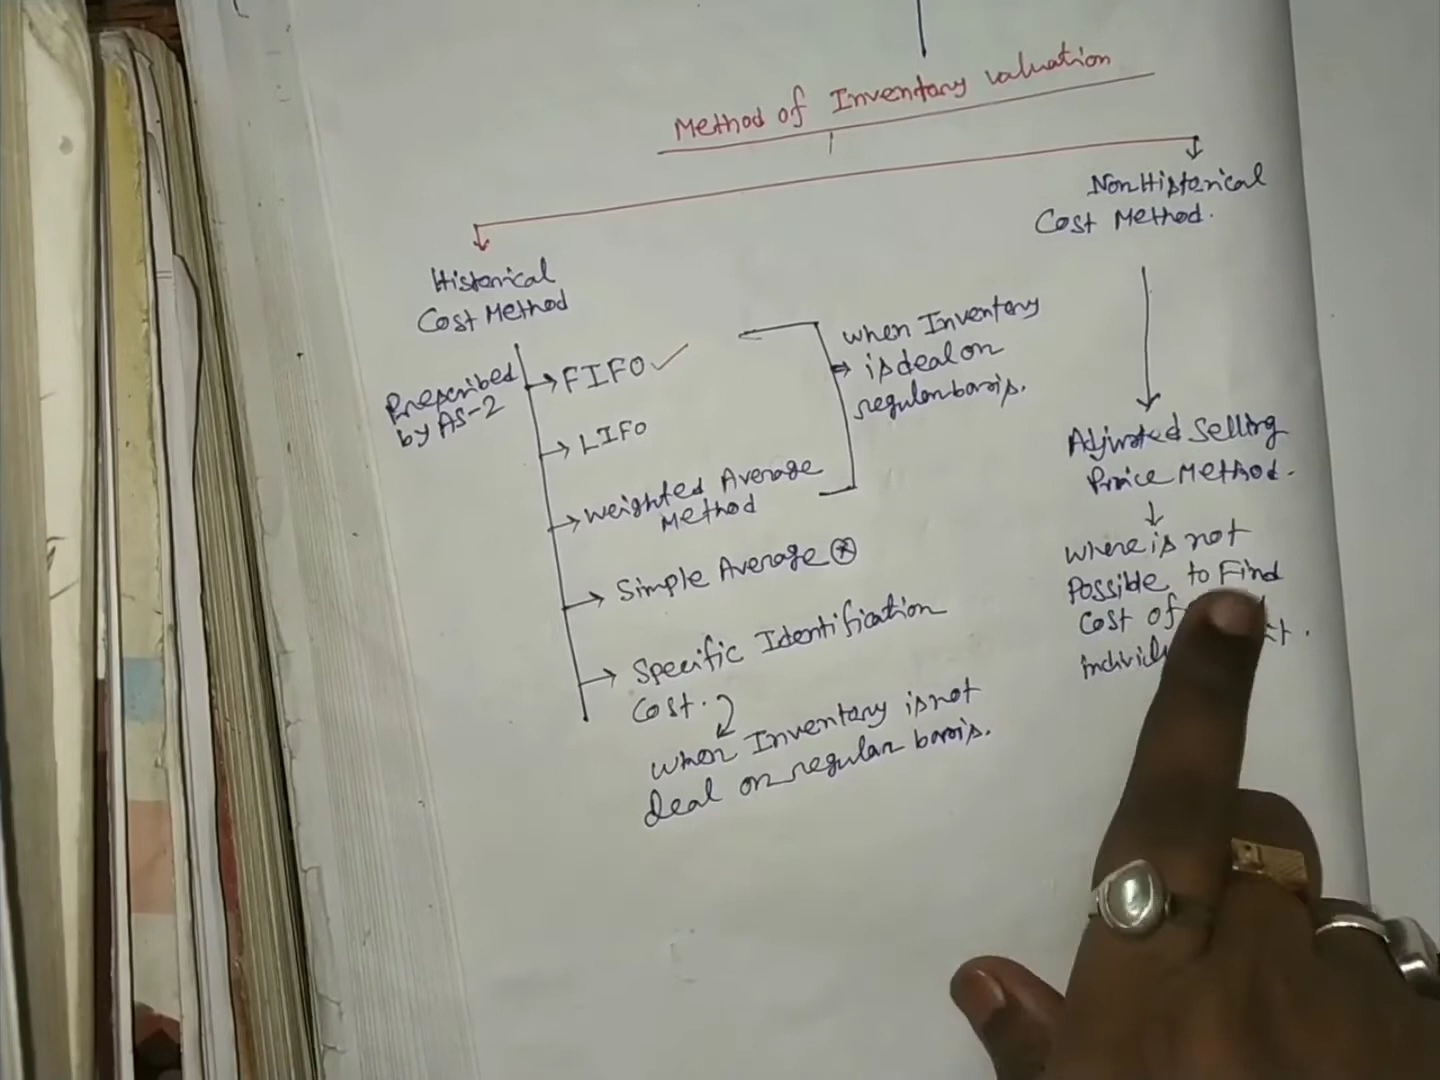 Method of Inventory valuation
Historical
Cost Method
Prescribed
by AS-2
FIFO ✓
LIFO
Weighted Average
Method
Simple Average ⊛
Specific Identification
Cost.
when Inventory is not
deal on regular basis.
when Inventory
is deal on
regular basis.
Non Historical
Cost Method.
Adjusted Selling
Price Method.
where is not
Possible to Find
Cost of